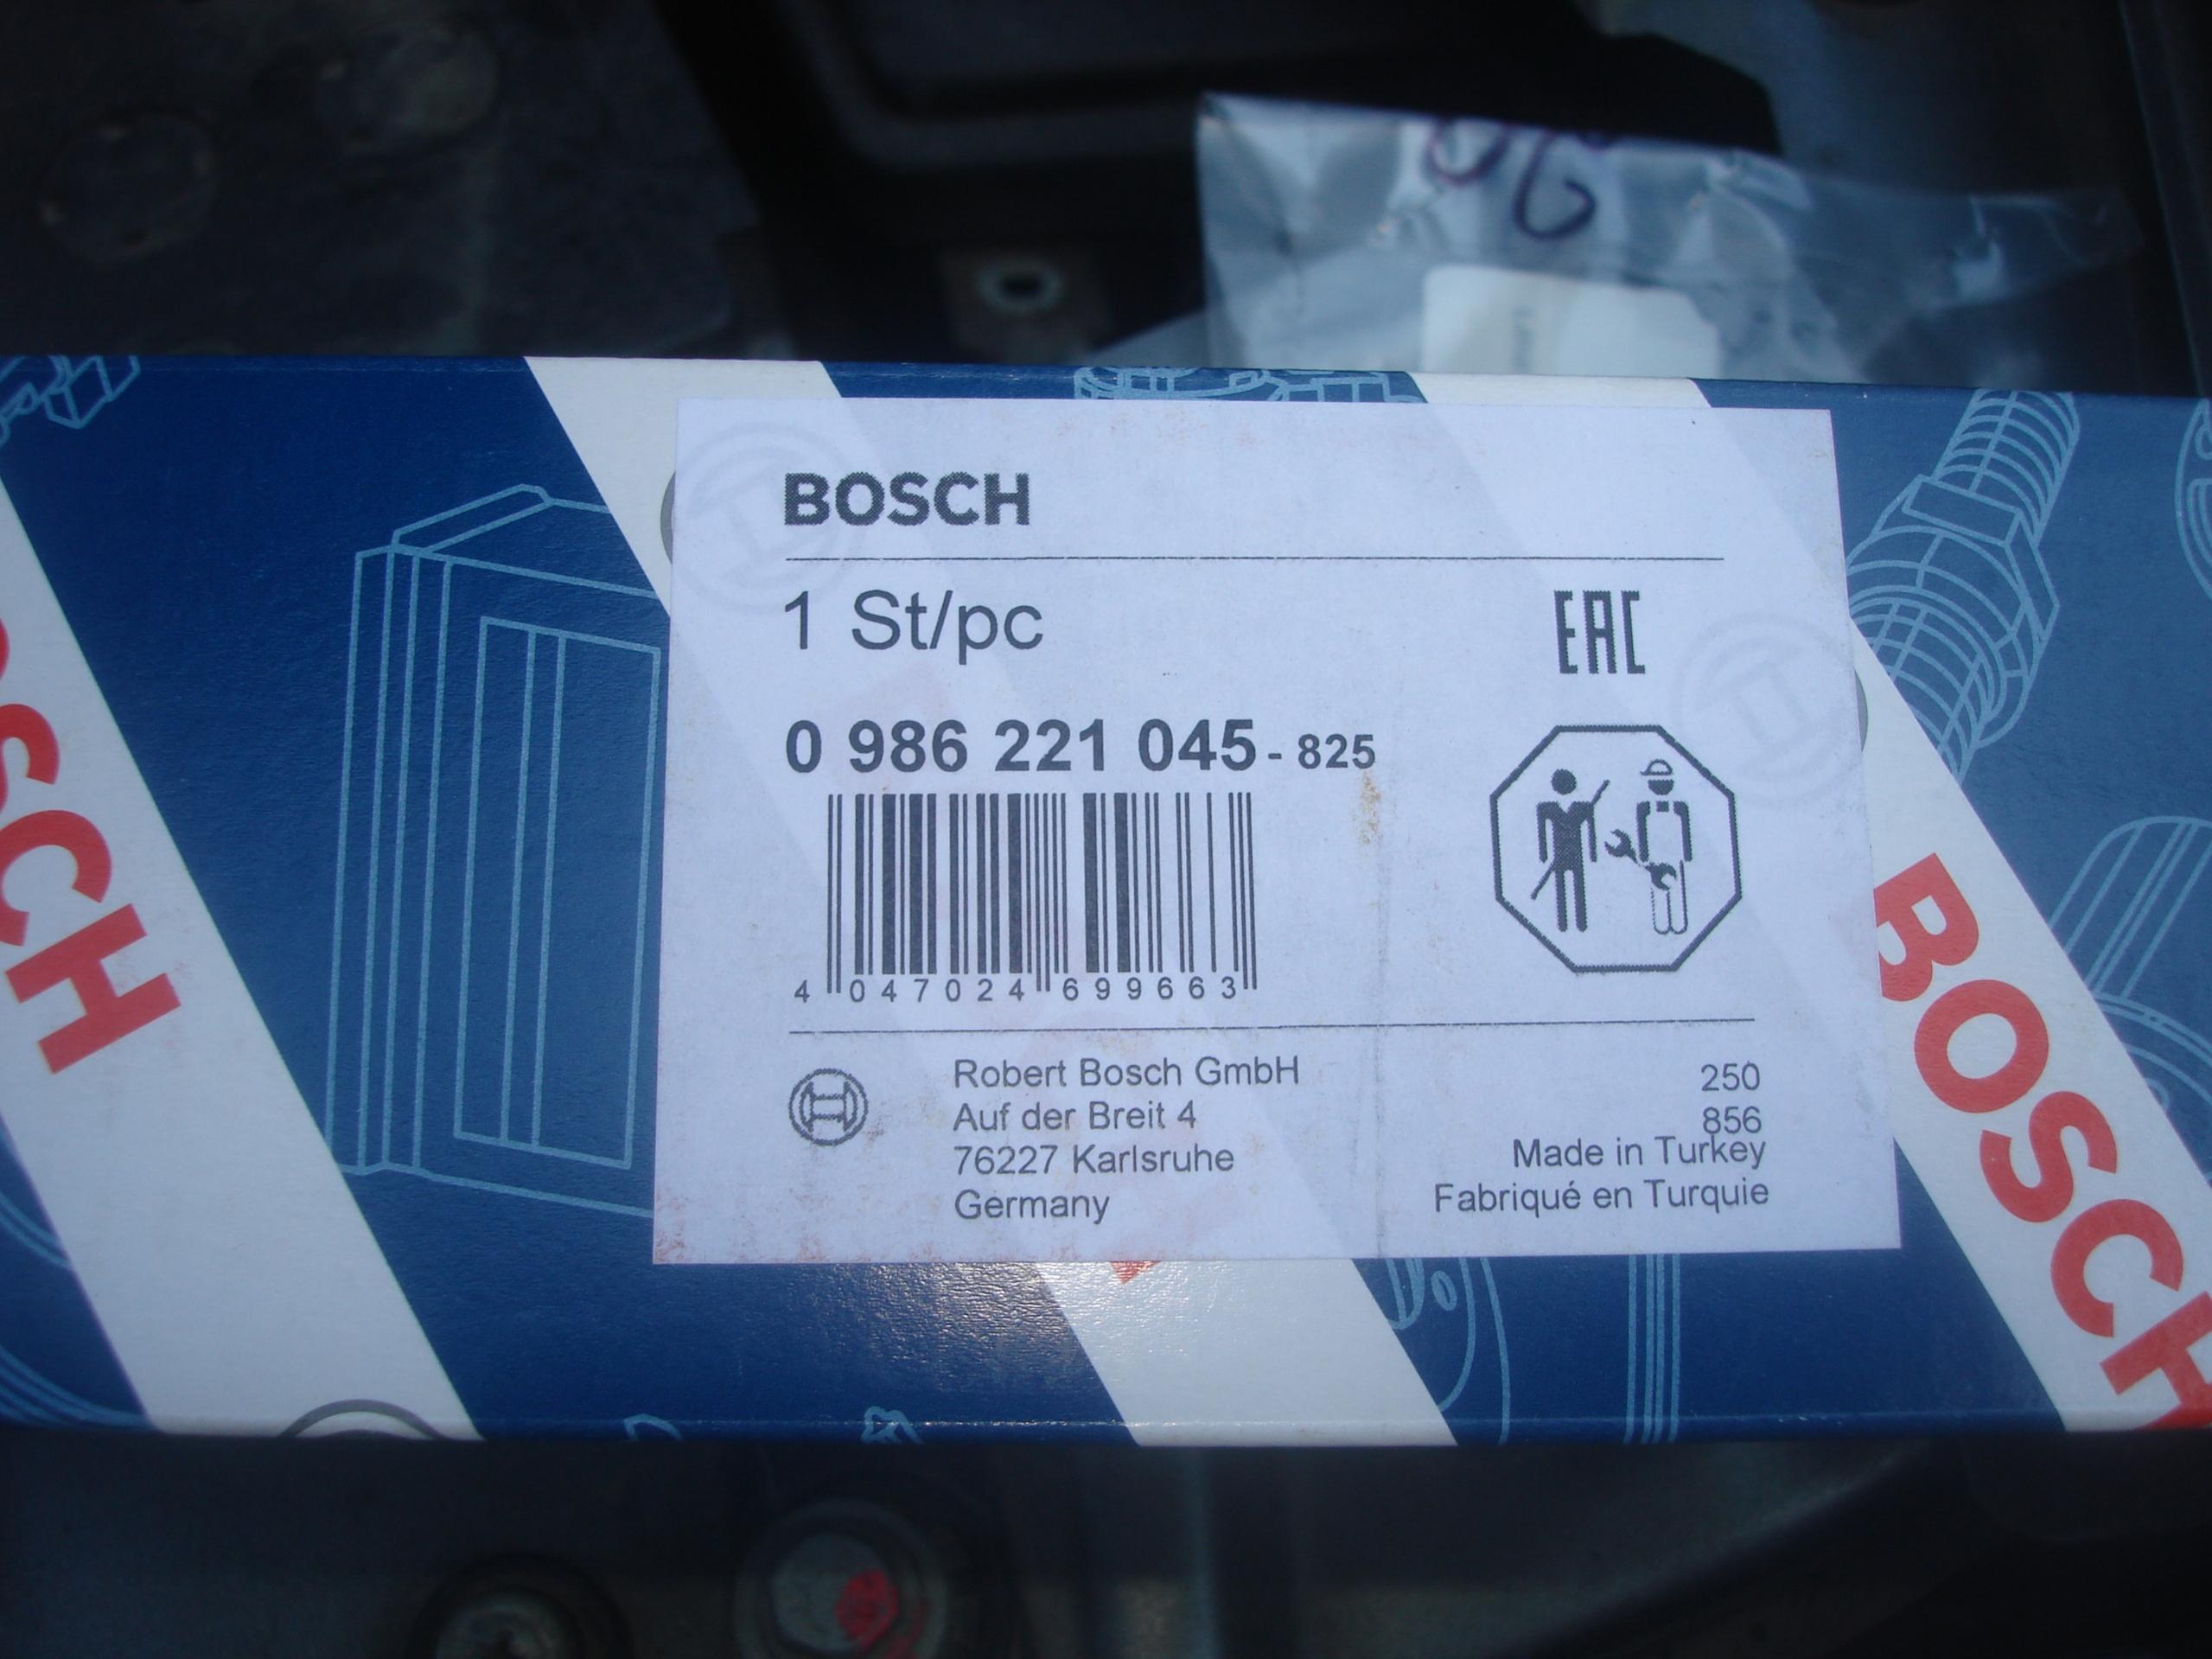 BOSCH
1 St/pc
EAC
0 986 221 045 - 825
4 047024 699663
Robert Bosch GmbH
Auf der Breit 4
76227 Karlsruhe
Germany
250
856
Made in Turkey
Fabriqué en Turquie
BOSCH
BOSCH